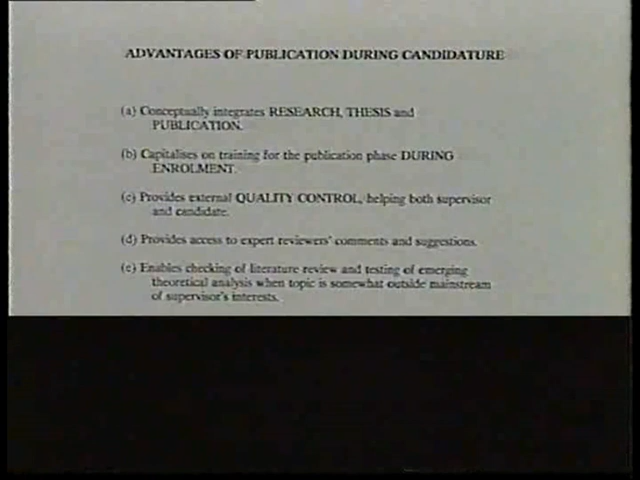 ADVANTAGES OF PUBLICATION DURING CANDIDATURE
(a) Conceptually integrates RESEARCH, THESIS and
PUBLICATION.
(b) Capitalises on training for the publication phase DURING
ENROLMENT.
(c) Provides external QUALITY CONTROL, helping both supervisor
and candidate.
(d) Provides access to expert reviewers' comments and suggestions.
(e) Enables checking of literature review and testing of emerging
theoretical analysis when topic is somewhat outside mainstream
of supervisor's interests.